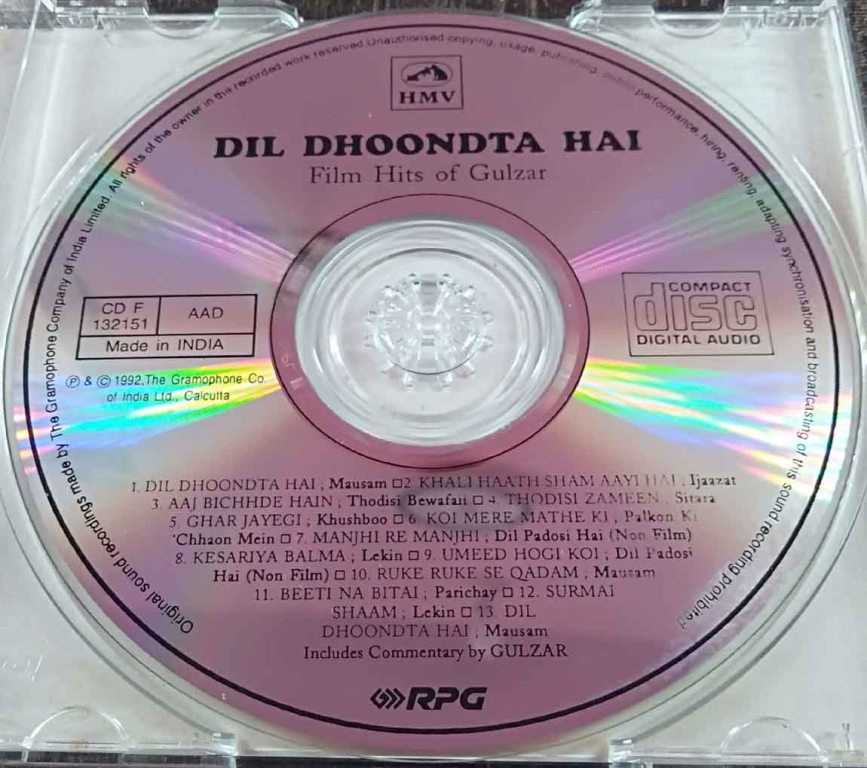 Original sound recordings made by The Gramophone Company of India Limited. All rights of the owner in the recorded work reserved. Unauthorised copying, usage, publishing, public performance, hiring, renting, adapting synchronisation and broadcasting of this sound recording prohibited
HMV
DIL DHOONDTA HAI
Film Hits of Gulzar
CD F
132151
AAD
Made in INDIA
COMPACT
disc
DIGITAL AUDIO
Ⓟ & © 1992, The Gramophone Co.
of India Ltd., Calcutta
1. DIL DHOONDTA HAI ; Mausam □ 2 KHALI HAATH SHAM AAYI HAI ; Ijaazat
3. AAJ BICHHDE HAIN ; Thodisi Bewafaii □ 4. THODISI ZAMEEN ; Sitara
5. GHAR JAYEGI ; Khushboo □ 6 KOI MERE MATHE KI ; Palkon Ki
'Chhaon Mein □ 7. MANJHI RE MANJHI ; Dil Padosi Hai (Non Film)
8. KESARIYA BALMA ; Lekin □ 9. UMEED HOGI KOI ; Dil Padosi
Hai (Non Film) □ 10. RUKE RUKE SE QADAM ; Mausam
11. BEETI NA BITAI ; Parichay □ 12. SURMAI
SHAAM ; Lekin □ 13. DIL
DHOONDTA HAI ; Mausam
Includes Commentary by GULZAR
RPG